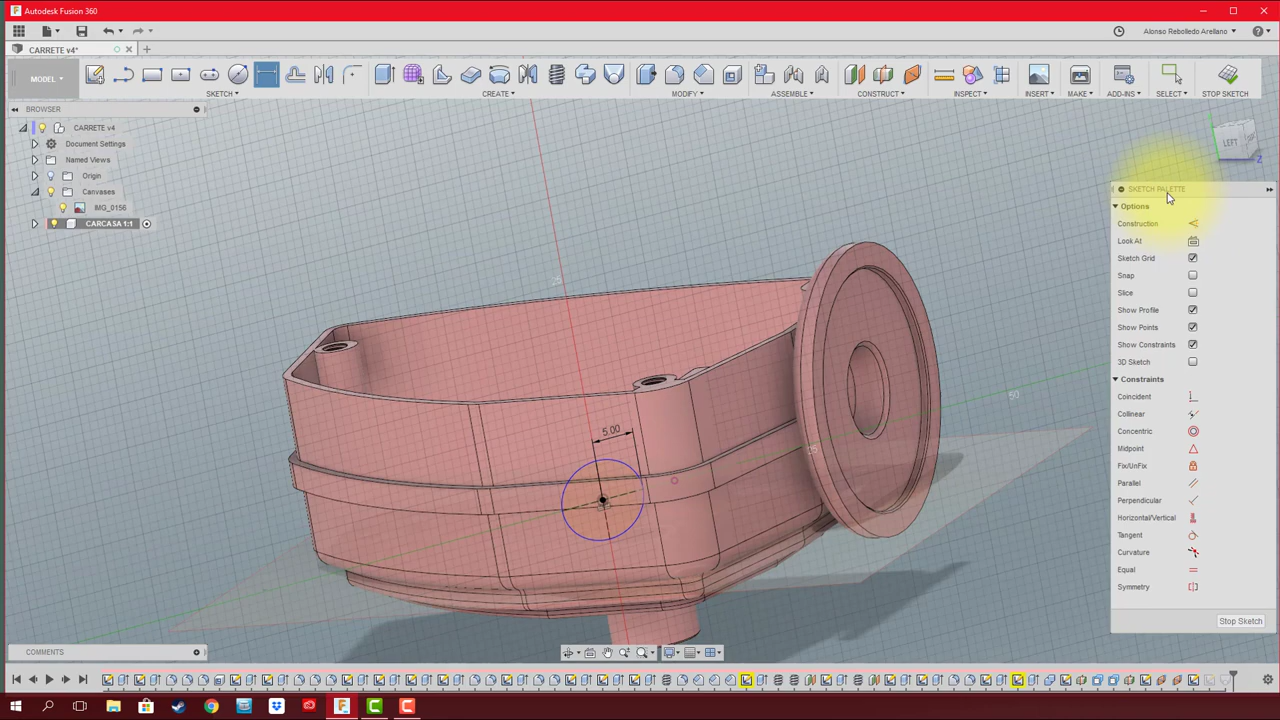 Autodesk Fusion 360
Alonso Rebolledo Arellano
CARRETE v4*
MODEL
SKETCH
CREATE
MODIFY
ASSEMBLE
CONSTRUCT
INSPECT
INSERT
MAKE
ADD-INS
SELECT
STOP SKETCH
BROWSER
CARRETE v4
Document Settings
Named Views
Origin
Canvases
IMG_0156
CARCASA 1:1
LEFT
Z
SKETCH PALETTE
Options
Construction
Look At
Sketch Grid
Snap
Slice
Show Profile
Show Points
Show Constraints
3D Sketch
Constraints
Coincident
Collinear
Concentric
Midpoint
Fix/UnFix
Parallel
Perpendicular
Horizontal/Vertical
Tangent
Curvature
Equal
Symmetry
Stop Sketch
25
50
5.00
COMMENTS